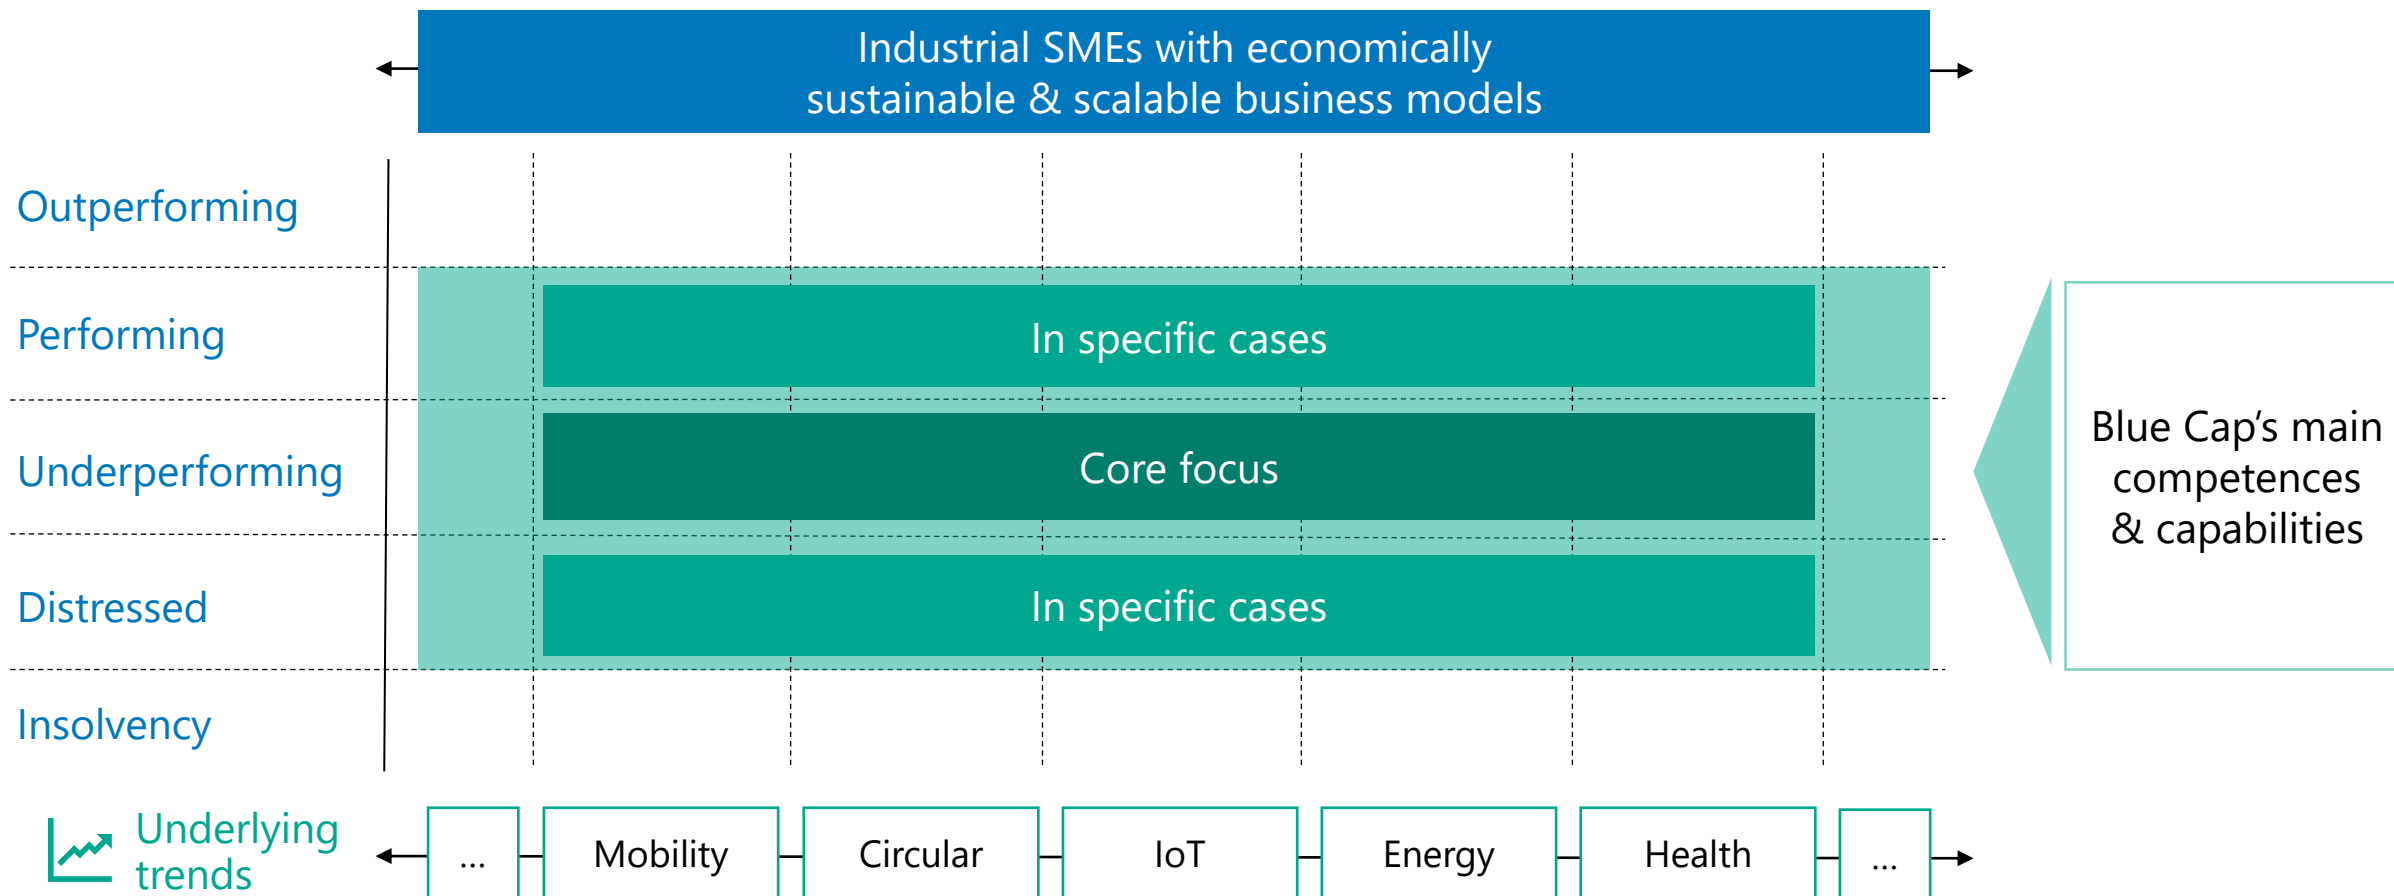 Industrial SMEs with economically
sustainable & scalable business models
Outperforming
Performing
In specific cases
Underperforming
Core focus
Distressed
In specific cases
Insolvency
Blue Cap‘s main
competences
& capabilities
Underlying
trends
...
Mobility
Circular
IoT
Energy
Health
...